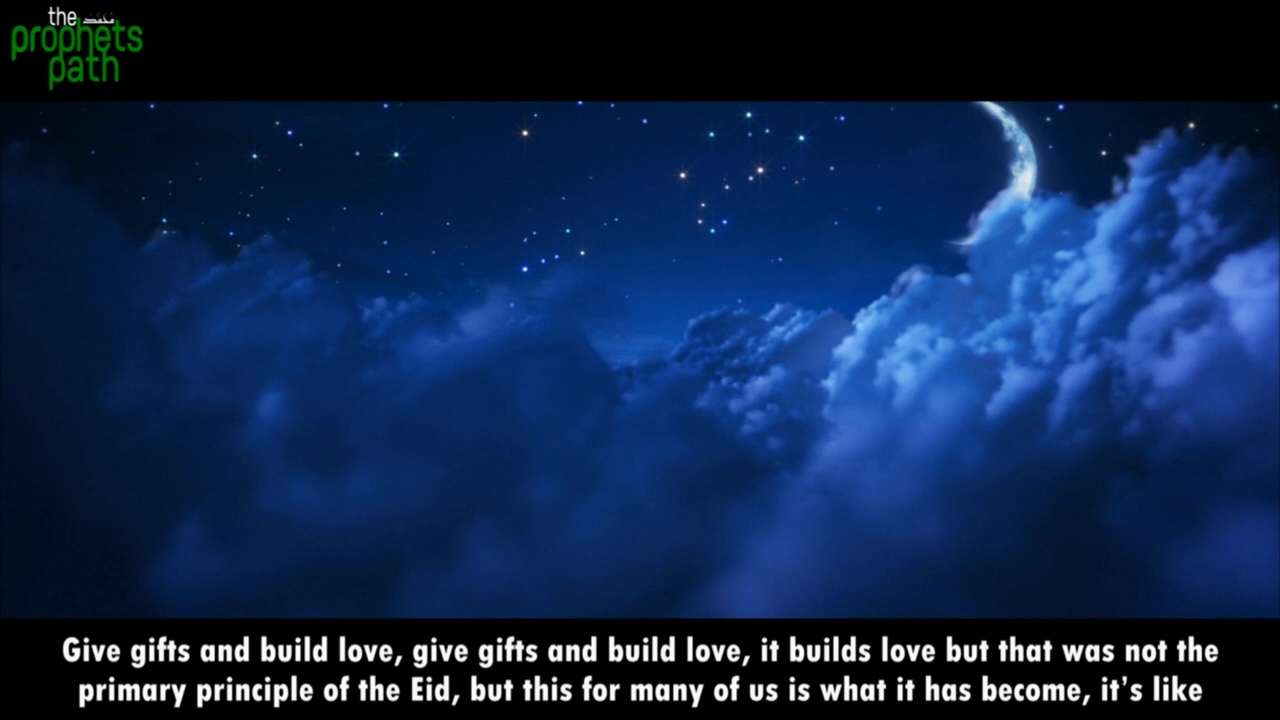 the محمد
prophets
path
Give gifts and build love, give gifts and build love, it builds love but that was not the
primary principle of the Eid, but this for many of us is what it has become, it's like